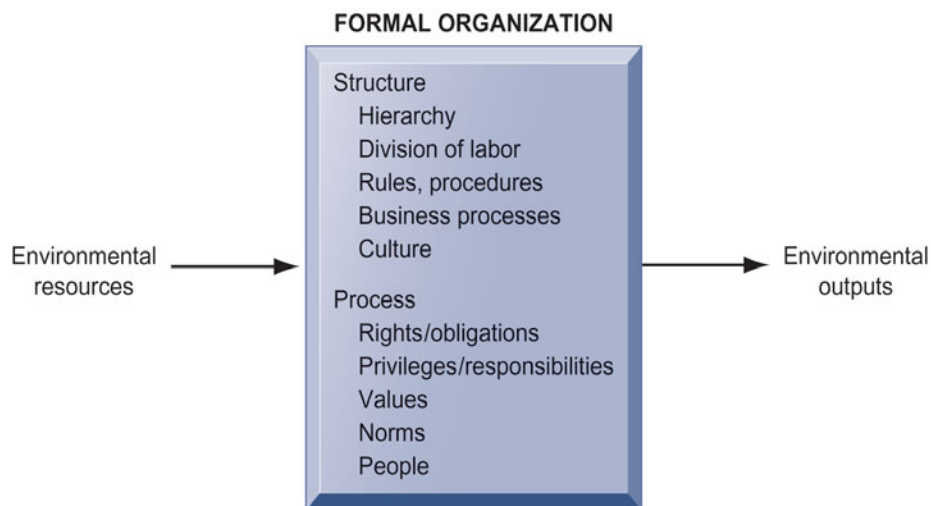 FORMAL ORGANIZATION
Structure
Hierarchy
Division of labor
Rules, procedures
Business processes
Culture
Environmental
resources
Environmental
outputs
Process
Rights/obligations
Privileges/responsibilities
Values
Norms
People